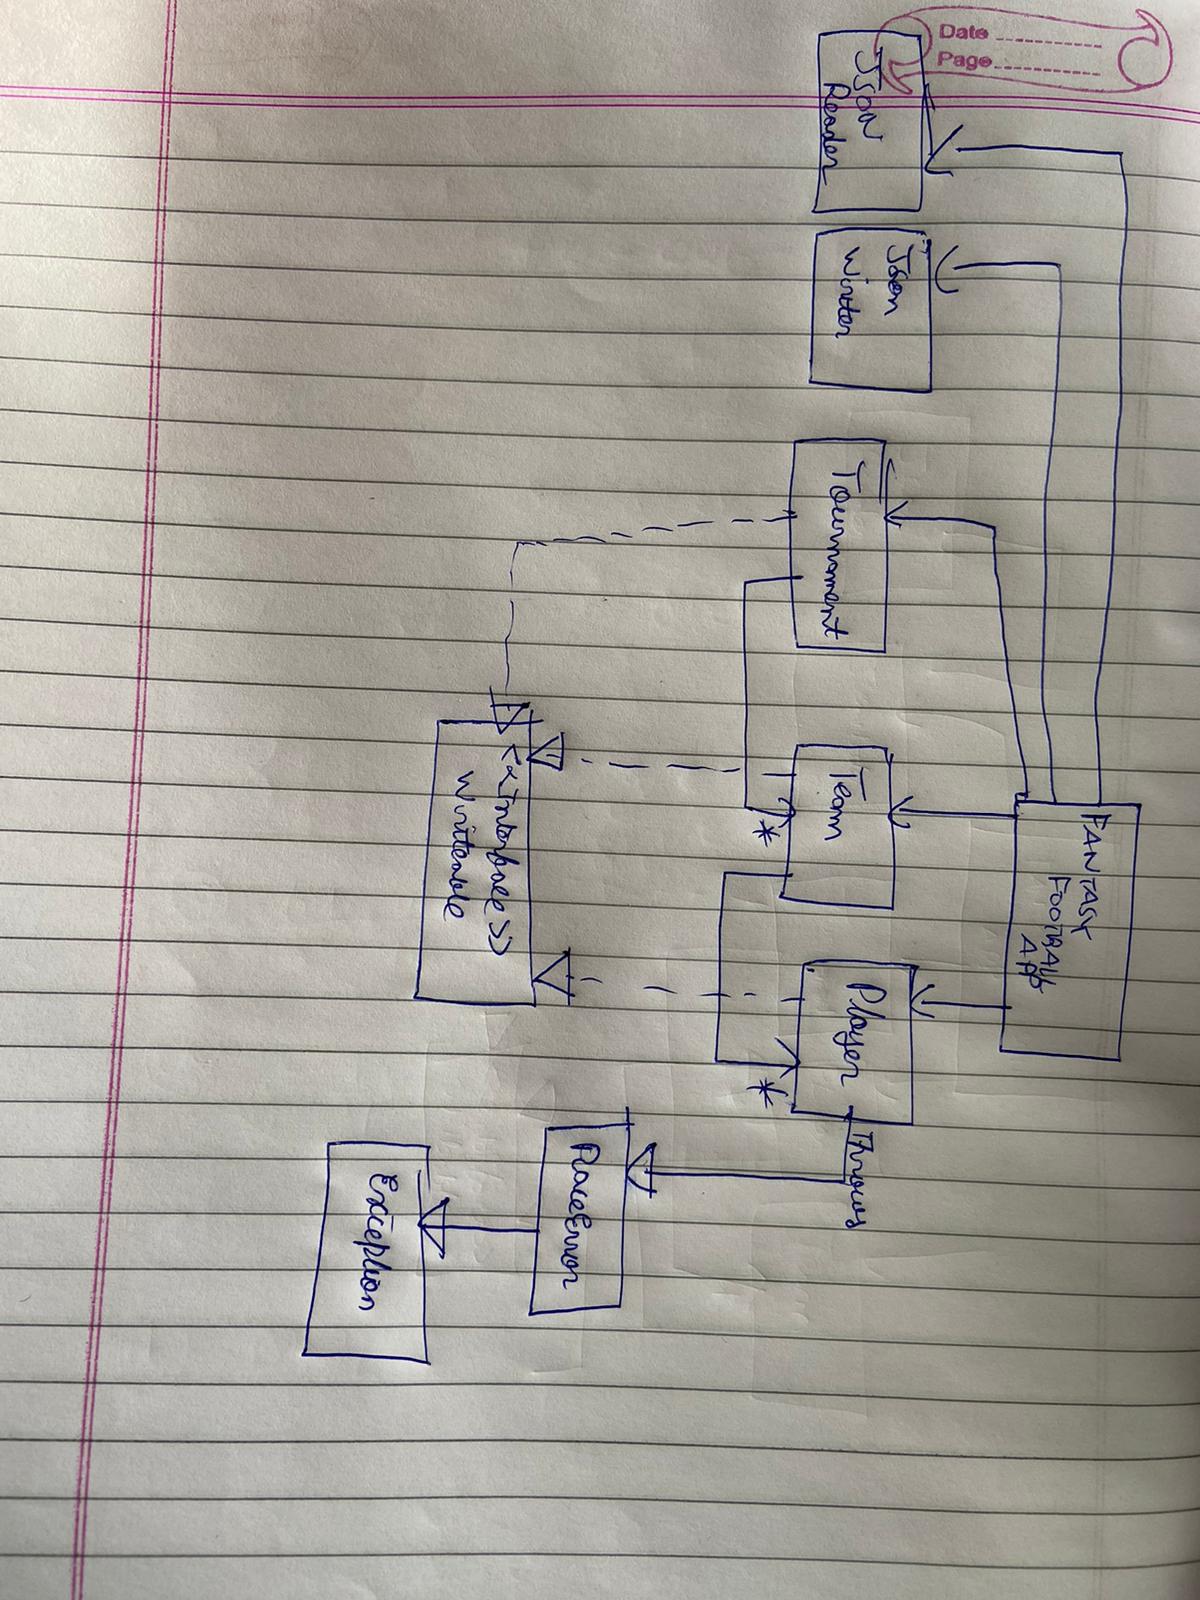 Date
Page
FANTASY
FOOTBALL
APP
JSON
Reader
Json
Writer
Tournament
Team
*
Player
*
Throws
<<Interface>>
Writeable
PlaceError
Exception